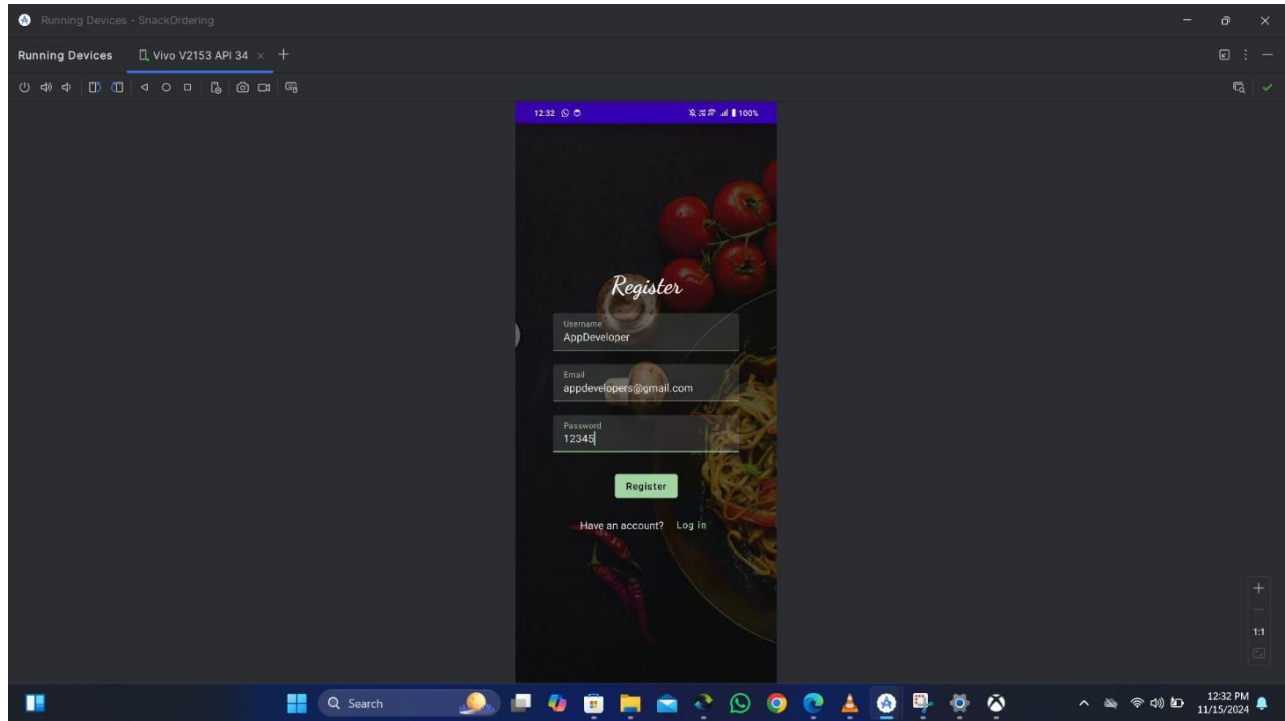 Running Devices - SnackOrdering
Running Devices
Vivo V2153 API 34
12:32
100%
Register
Username
AppDeveloper
Email
appdevelopers@gmail.com
Password
12345
Register
Have an account? Log in
1:1
Search
12:32 PM
11/15/2024